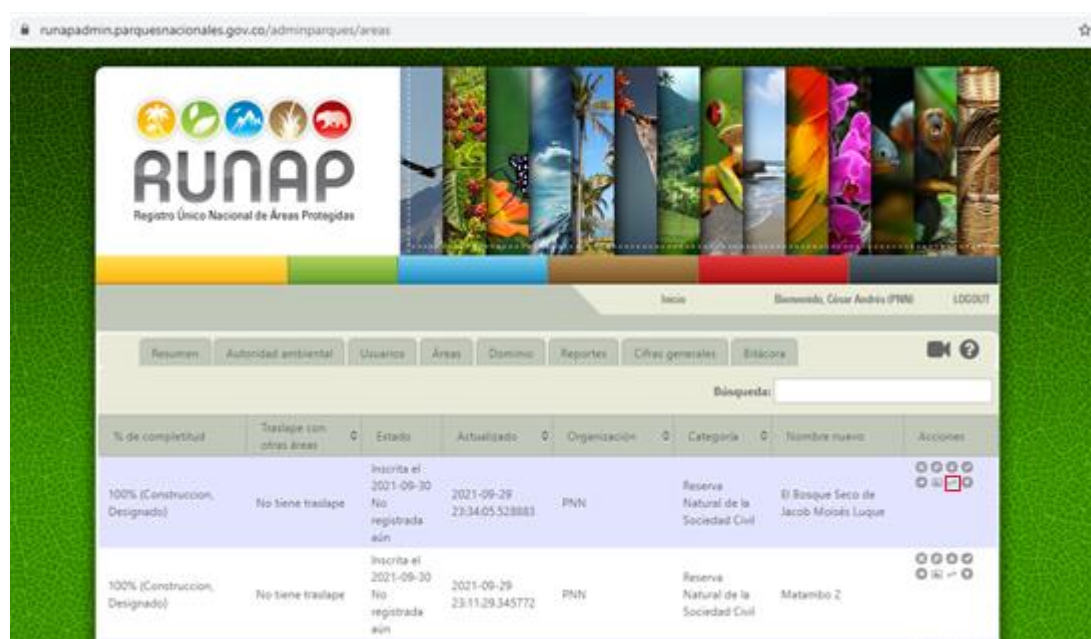 runapadmin.parquesnacionales.gov.co/adminparques/areas
RUNAP
Registro Único Nacional de Áreas Protegidas
Inicio
Bienvenido, César Andrés (PNN)
LOGOUT
Resumen
Autoridad ambiental
Usuarios
Áreas
Dominio
Reportes
Cifras generales
Bitácora
Búsqueda:
% de completitud
Traslape con
otras áreas
Estado
Actualizado
Organización
Categoría
Nombre nuevo
Acciones
100% (Construccion,
Designado)
No tiene traslape
Inscrita el
2021-09-30
No
registrada
aún
2021-09-29
23:34:05.528883
PNN
Reserva
Natural de la
Sociedad Civil
El Bosque Seco de
Jacob Moisés Luque
100% (Construccion,
Designado)
No tiene traslape
Inscrita el
2021-09-30
No
registrada
aún
2021-09-29
23:11:29.345772
PNN
Reserva
Natural de la
Sociedad Civil
Matambo 2